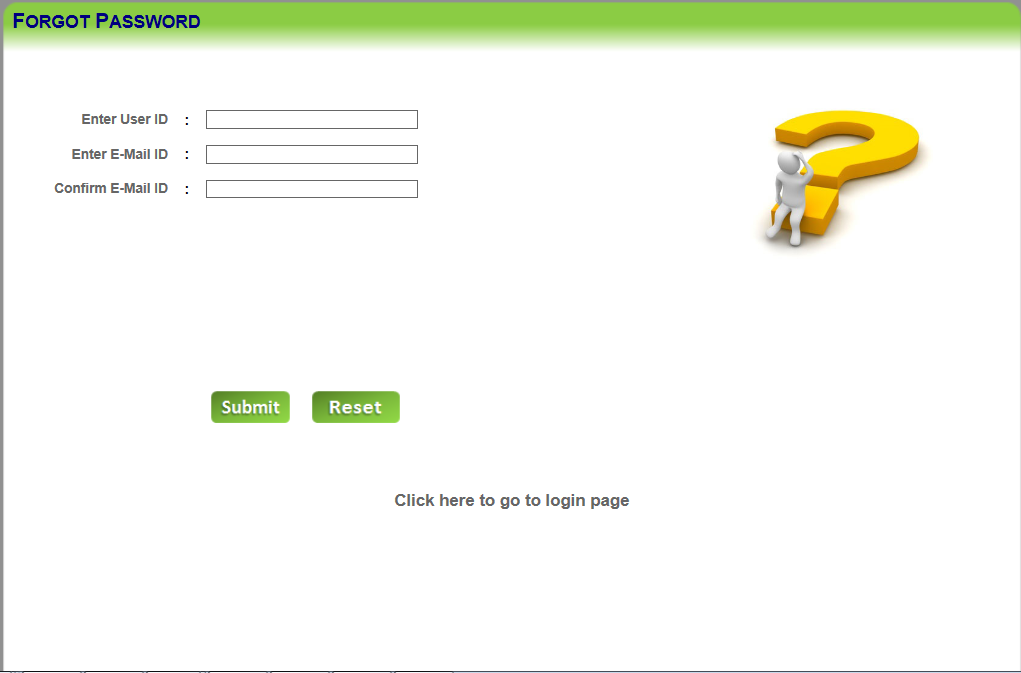 FORGOT PASSWORD
Enter User ID :
Enter E-Mail ID :
Confirm E-Mail ID :
Submit Reset
Click here to go to login page